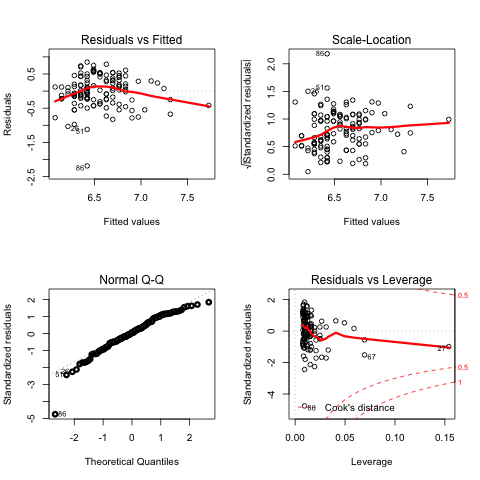 Residuals vs Fitted
Residuals
0.5
-0.5
-1.5
-2.5
51
86
6.5 7.0 7.5
Fitted values
Scale-Location
√|Standardized residuals|
2.0
1.5
1.0
0.5
0.0
86
51
6.5 7.0 7.5
Fitted values
Normal Q-Q
Standardized residuals
2
1
0
-1
-3
-5
51
86
-2 -1 0 1 2
Theoretical Quantiles
Residuals vs Leverage
Standardized residuals
2
0
-2
-4
0.5
0.5
1
27
67
86
Cook's distance
0.00 0.05 0.10 0.15
Leverage